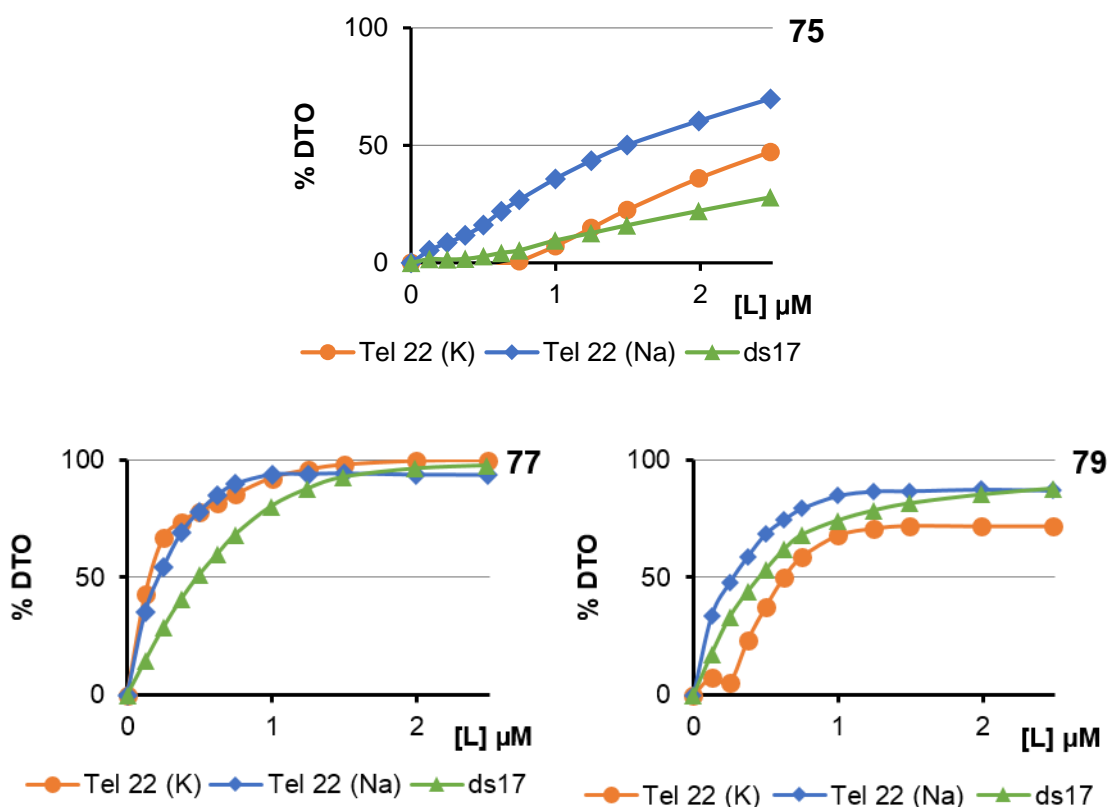 75
100
50
0
% DTO
0 1 2
[L] µM
Tel 22 (K) Tel 22 (Na) ds17
77
100
50
0
% DTO
0 1 2
[L] µM
Tel 22 (K) Tel 22 (Na) ds17
79
100
50
0
% DTO
0 1 2
[L] µM
Tel 22 (K) Tel 22 (Na) ds17